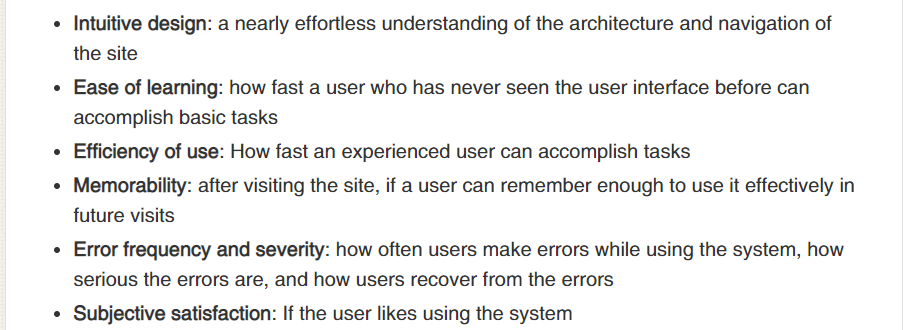 • Intuitive design: a nearly effortless understanding of the architecture and navigation of
the site
• Ease of learning: how fast a user who has never seen the user interface before can
accomplish basic tasks
• Efficiency of use: How fast an experienced user can accomplish tasks
• Memorability: after visiting the site, if a user can remember enough to use it effectively in
future visits
• Error frequency and severity: how often users make errors while using the system, how
serious the errors are, and how users recover from the errors
• Subjective satisfaction: If the user likes using the system